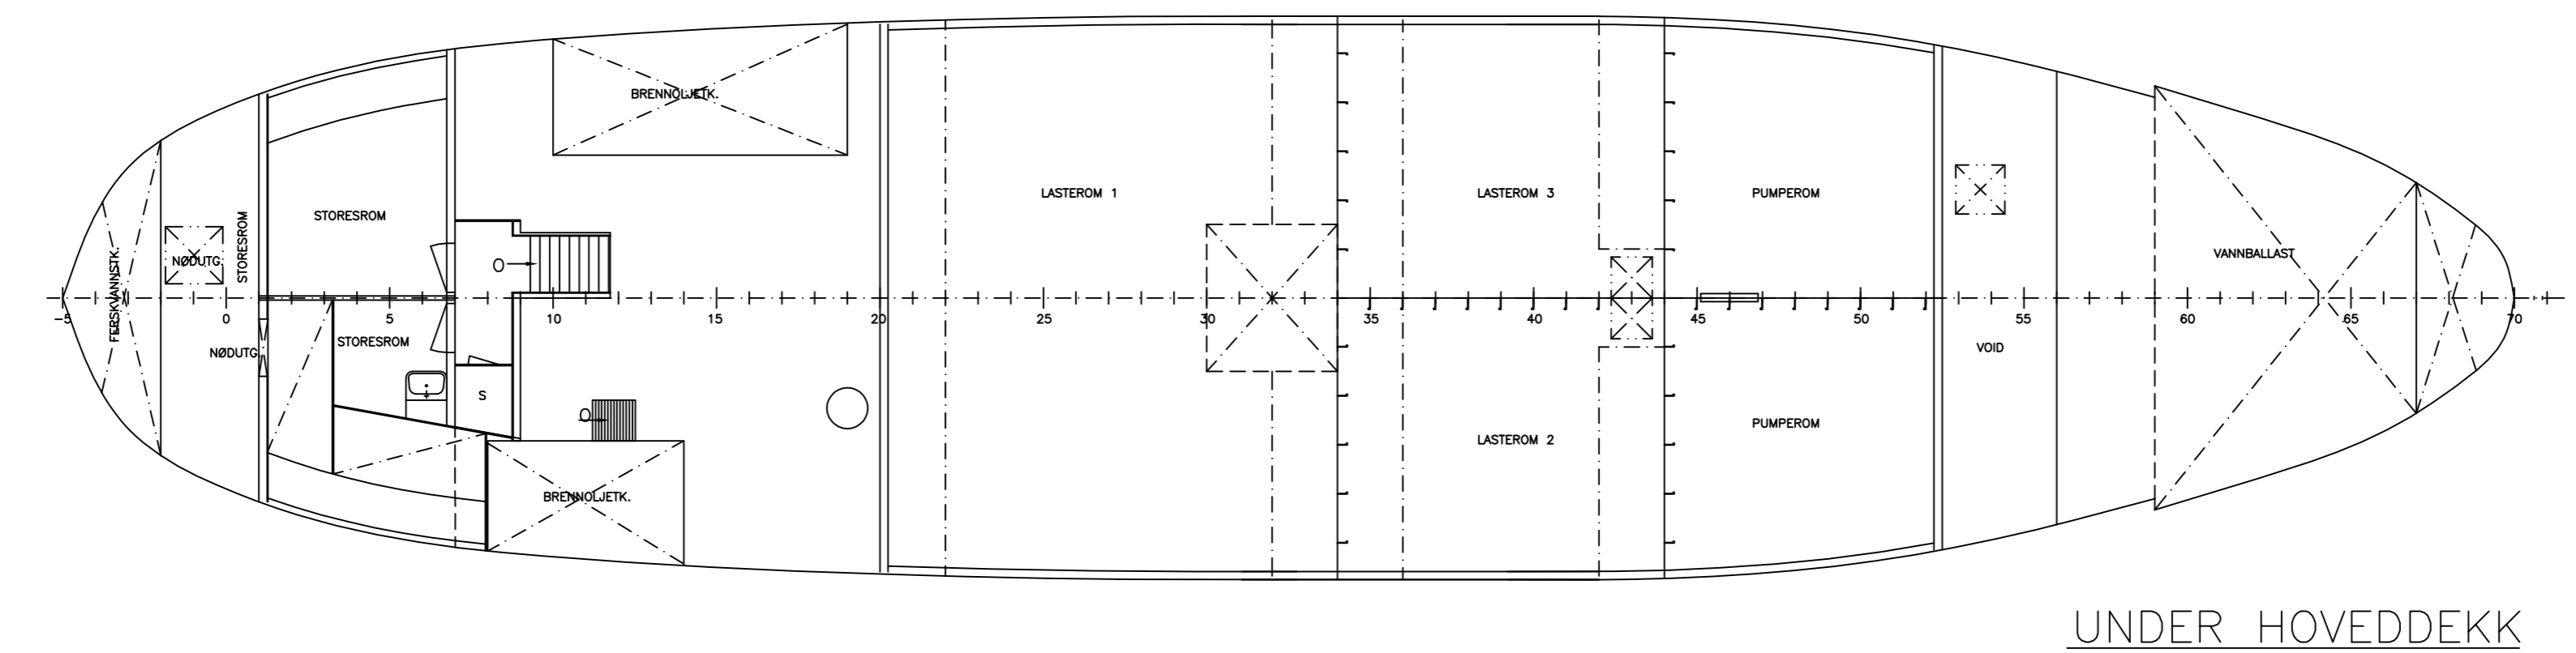 BRENNOLJETK.
LASTEROM 1
LASTEROM 3
PUMPEROM
STORESROM
STORESROM
NØDUTG.
FERSKVANNSTK.
VANNBALLAST
-5 0 5 10 15 20 25 30 35 40 45 50 55 60 65 70
NØDUTG.
STORESROM
VOID
S
LASTEROM 2
PUMPEROM
BRENNOLJETK.
UNDER HOVEDDEKK